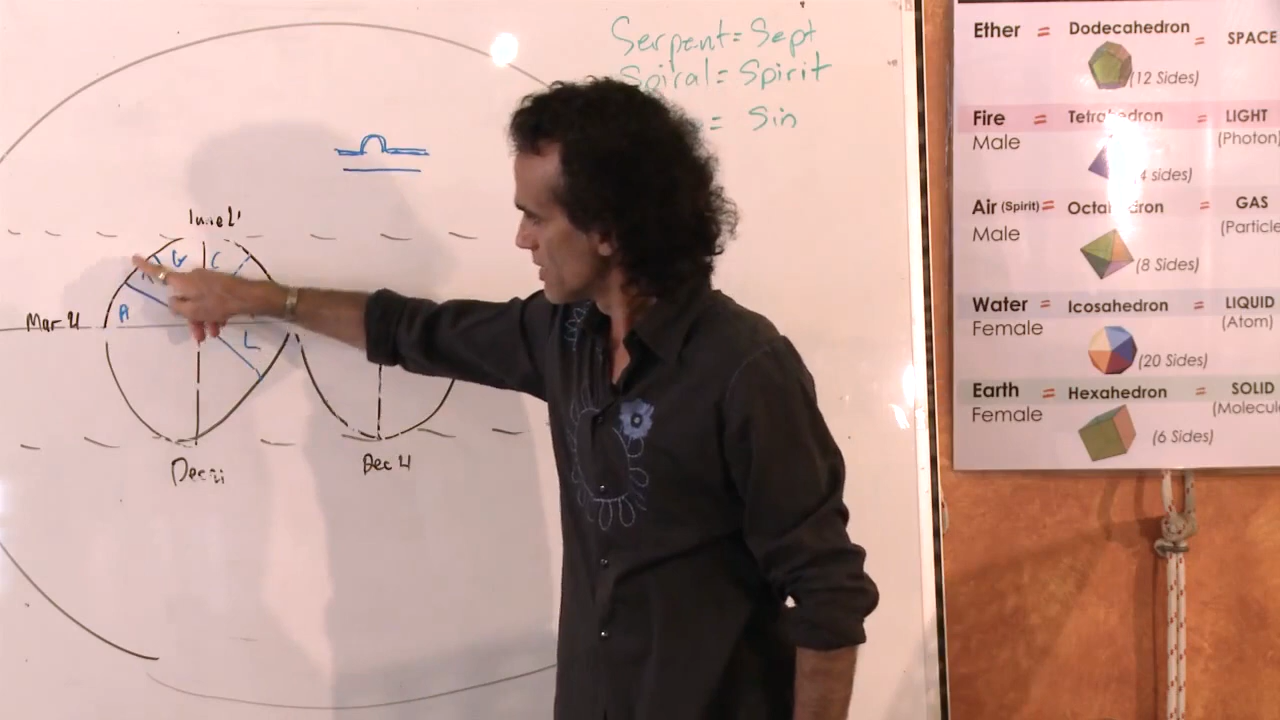 Serpent = Sept
Spiral = Spirit
= Sin
June 21
G C
A
L
Mar 21
Dec 21
Dec 21
Ether = Dodecahedron = SPACE
(12 Sides)
Fire = Tetrahedron = LIGHT
Male (Photon)
(4 sides)
Air (Spirit) = Octahedron = GAS
Male (Particle
(8 Sides)
Water = Icosahedron = LIQUID
Female (Atom)
(20 Sides)
Earth = Hexahedron = SOLID
Female (Molecul
(6 Sides)